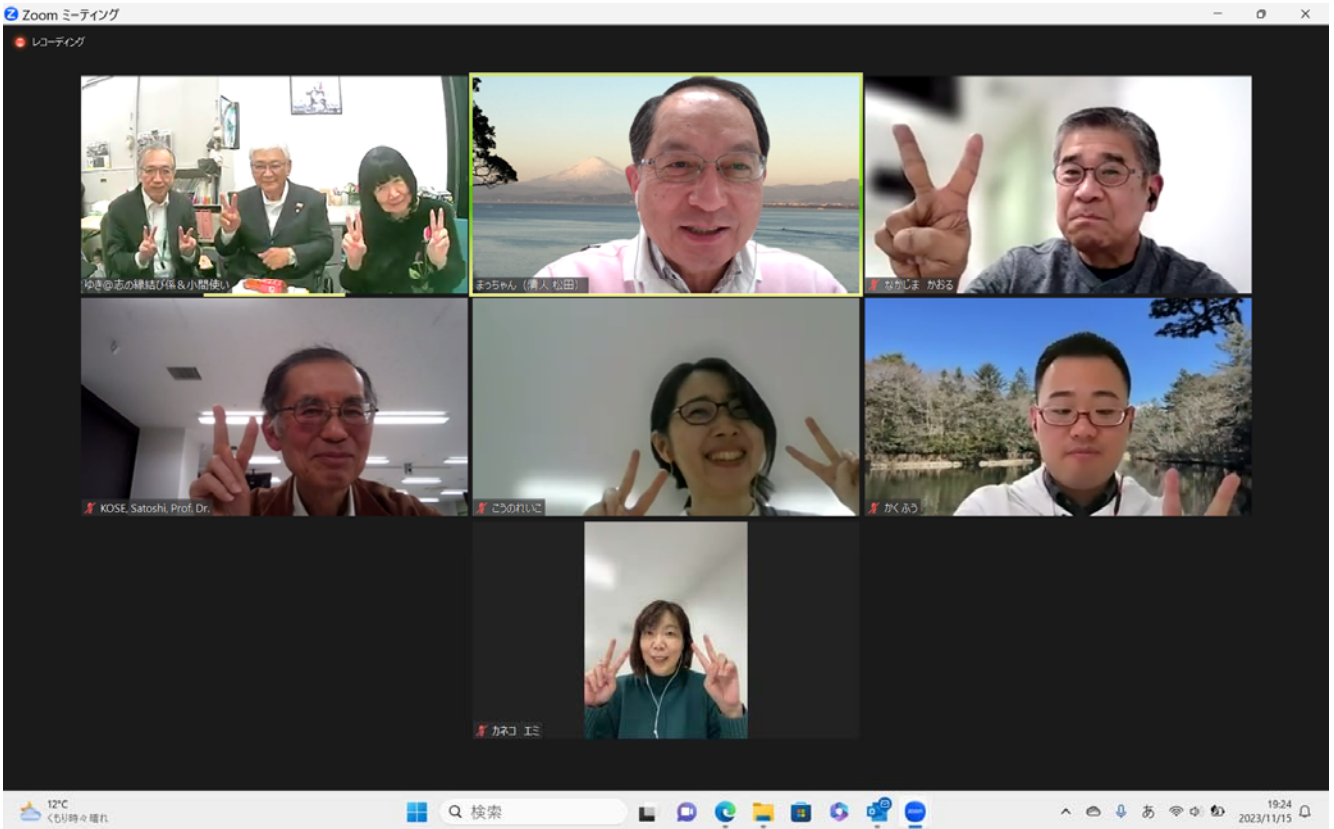 Zoom ミーティング
レコーディング
ゆき@志の縁結び係&小間使い
まっちゃん（清人 松田）
なかじま かおる
KOSE, Satoshi, Prof. Dr.
こうのれいこ
かくふう
カネコ エミ
12°C
くもり時々晴れ
検索
zoom
あ
19:24
2023/11/15